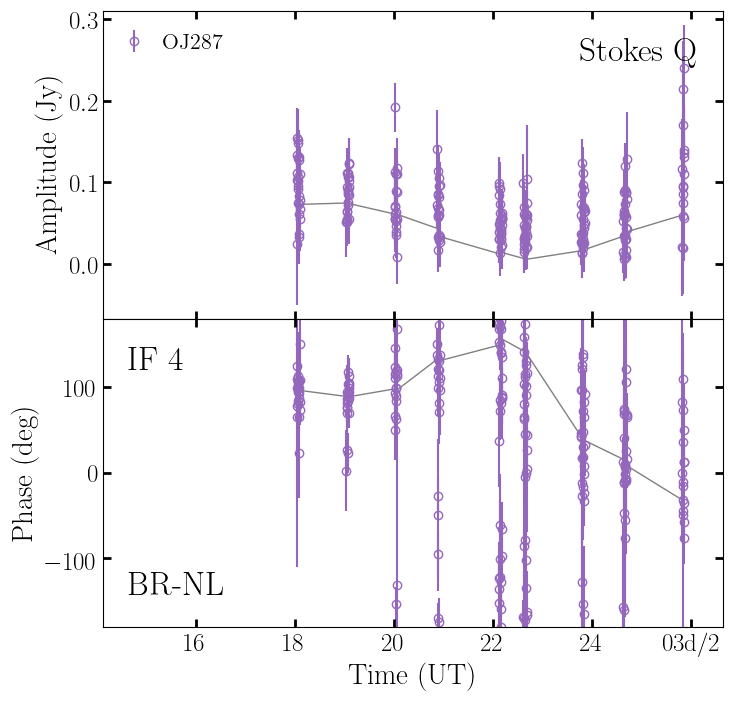 0.3
OJ287
Stokes Q
0.2
0.1
0.0
Amplitude (Jy)
IF 4
100
0
−100
Phase (deg)
BR-NL
16 18 20 22 24 03d/2
Time (UT)